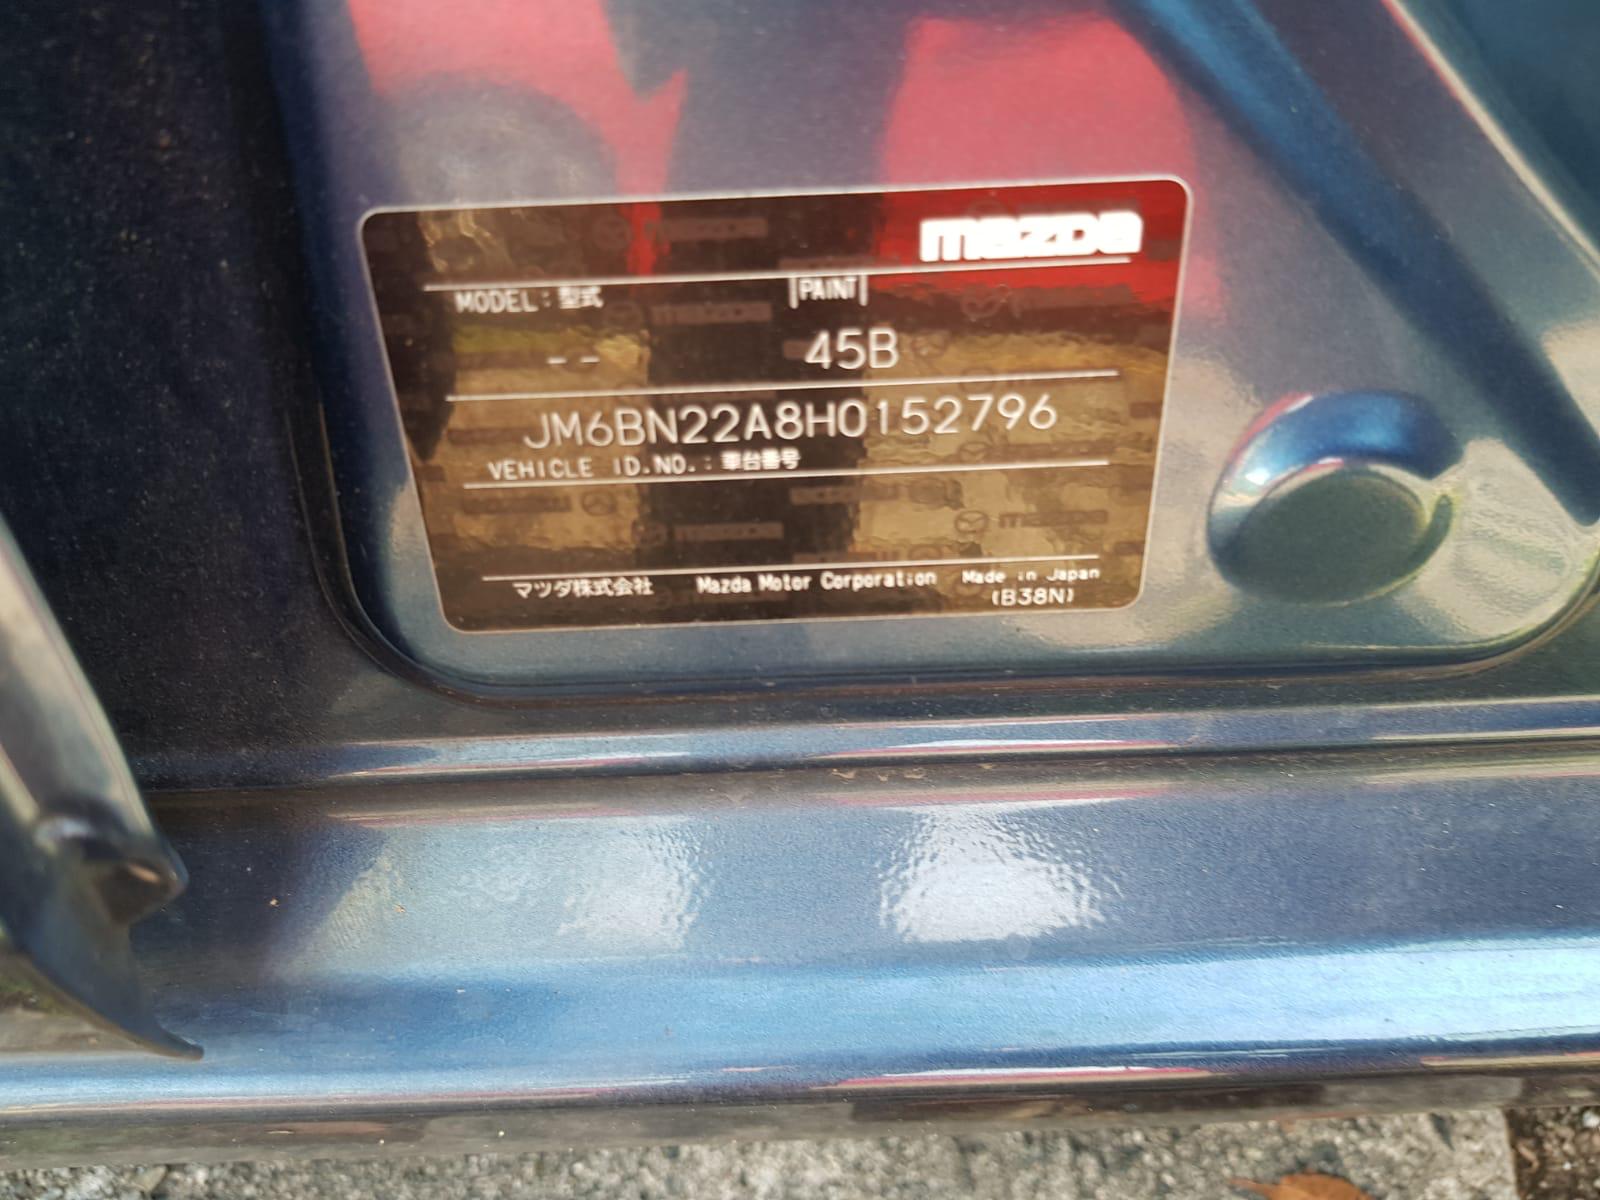 mazda
MODEL : 型式
PAINT
-- 45B
JM6BN22A8H0152796
VEHICLE ID.NO. : 車台番号
マツダ株式会社 Mazda Motor Corporation Made in Japan
(B38N)